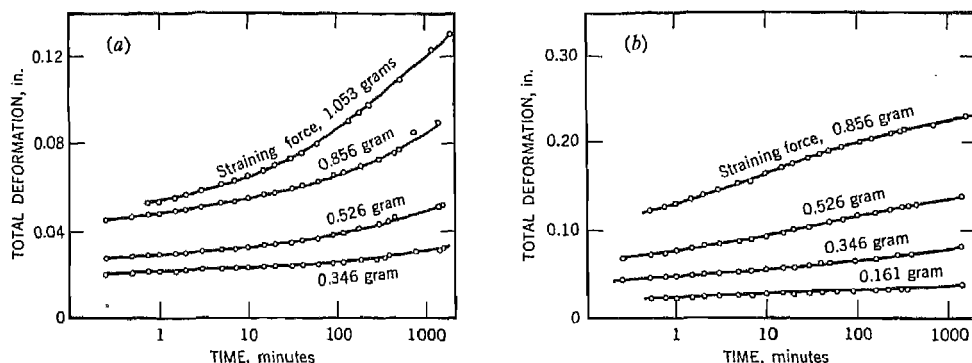 (a)
0.12
0.08
0.04
0
TOTAL DEFORMATION, in.
Straining force, 1.053 grams
0.856 gram
0.526 gram
0.346 gram
1
10
100
1000
TIME, minutes
(b)
0.30
0.20
0.10
0
TOTAL DEFORMATION, in.
Straining force, 0.856 gram
0.526 gram
0.346 gram
0.161 gram
1
10
100
1000
TIME, minutes